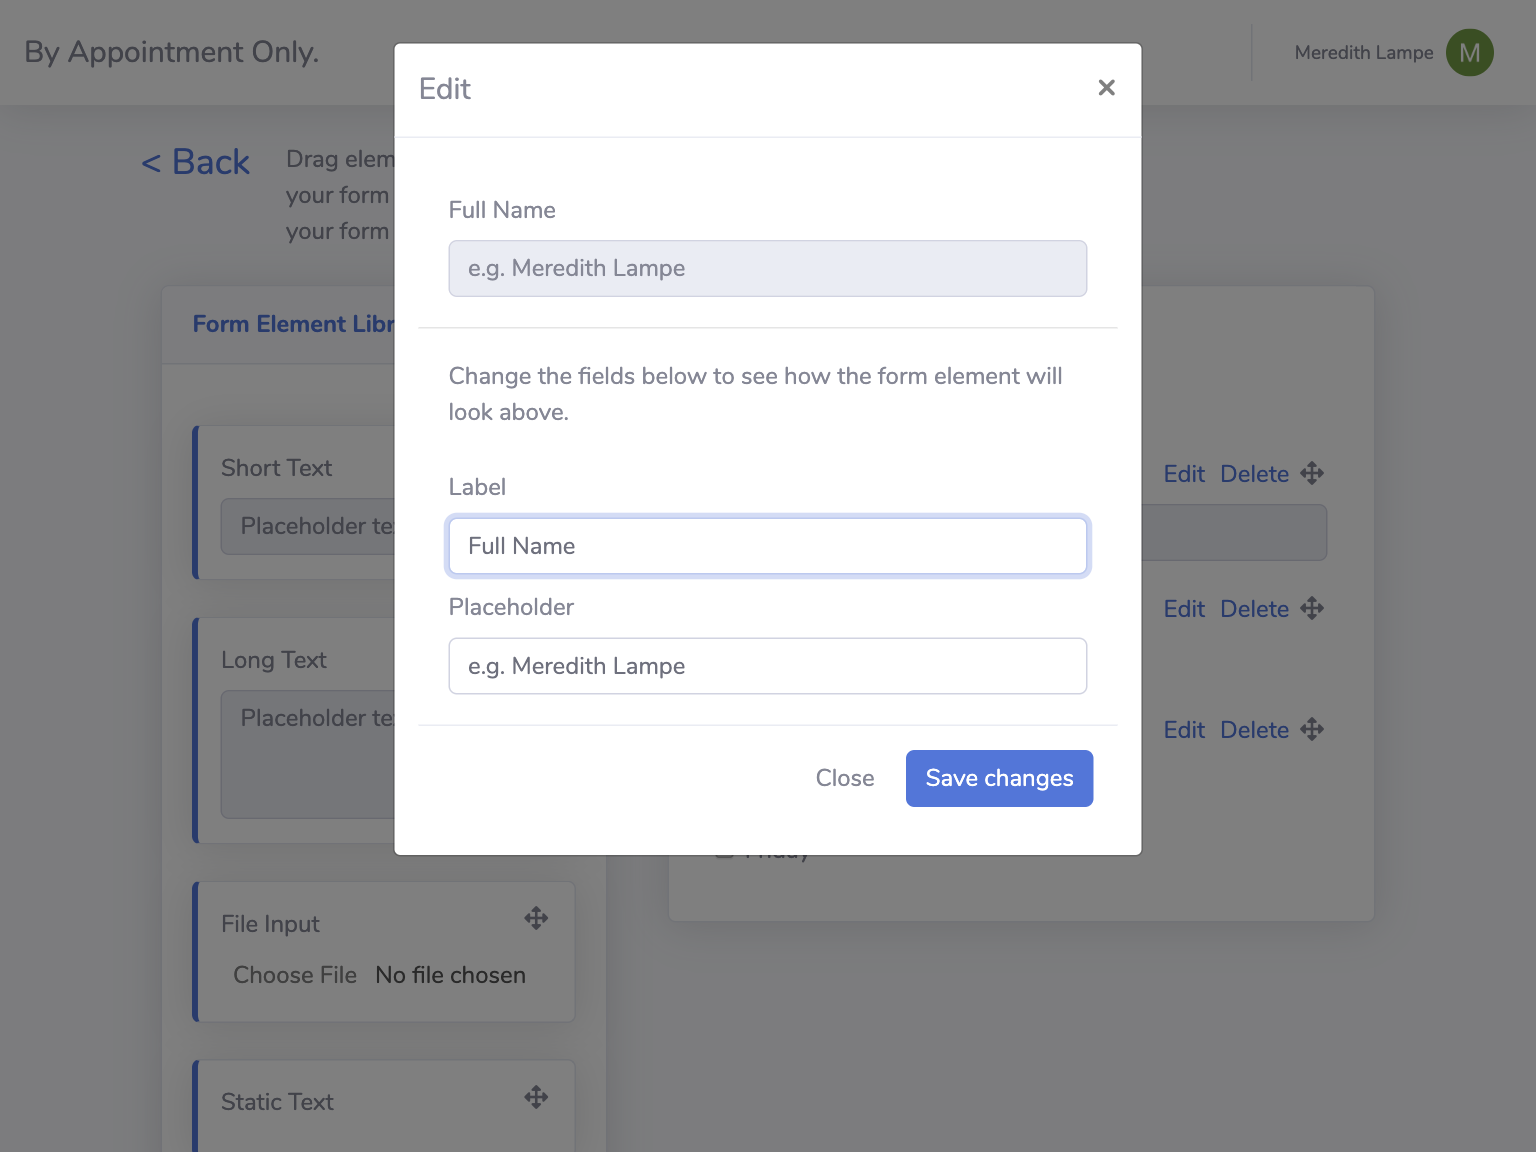 By Appointment Only.
Meredith Lampe
M
Edit
×
< Back
Drag elem
your form
your form
Full Name
e.g. Meredith Lampe
Change the fields below to see how the form element will
look above.
Label
Full Name
Placeholder
e.g. Meredith Lampe
Close
Save changes
Form Element Libr
Short Text
Placeholder te
Long Text
Placeholder te
File Input
Choose File
No file chosen
Static Text
Edit Delete
Edit Delete
Edit Delete
Friday